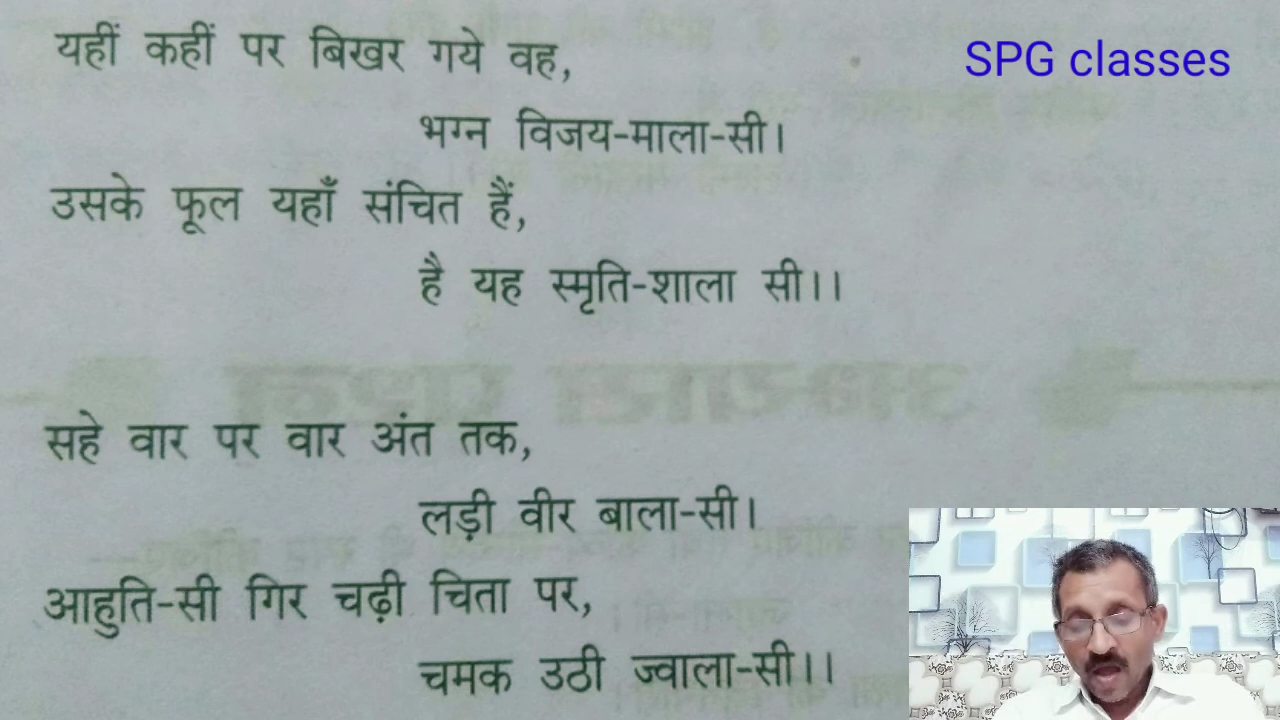 यहीं कहीं पर बिखर गये वह,
SPG classes
भग्न विजय-माला-सी।
उसके फूल यहाँ संचित हैं,
है यह स्मृति-शाला सी।।
सहे वार पर वार अंत तक,
लड़ी वीर बाला-सी।
आहुति-सी गिर चढ़ी चिता पर,
चमक उठी ज्वाला-सी।।